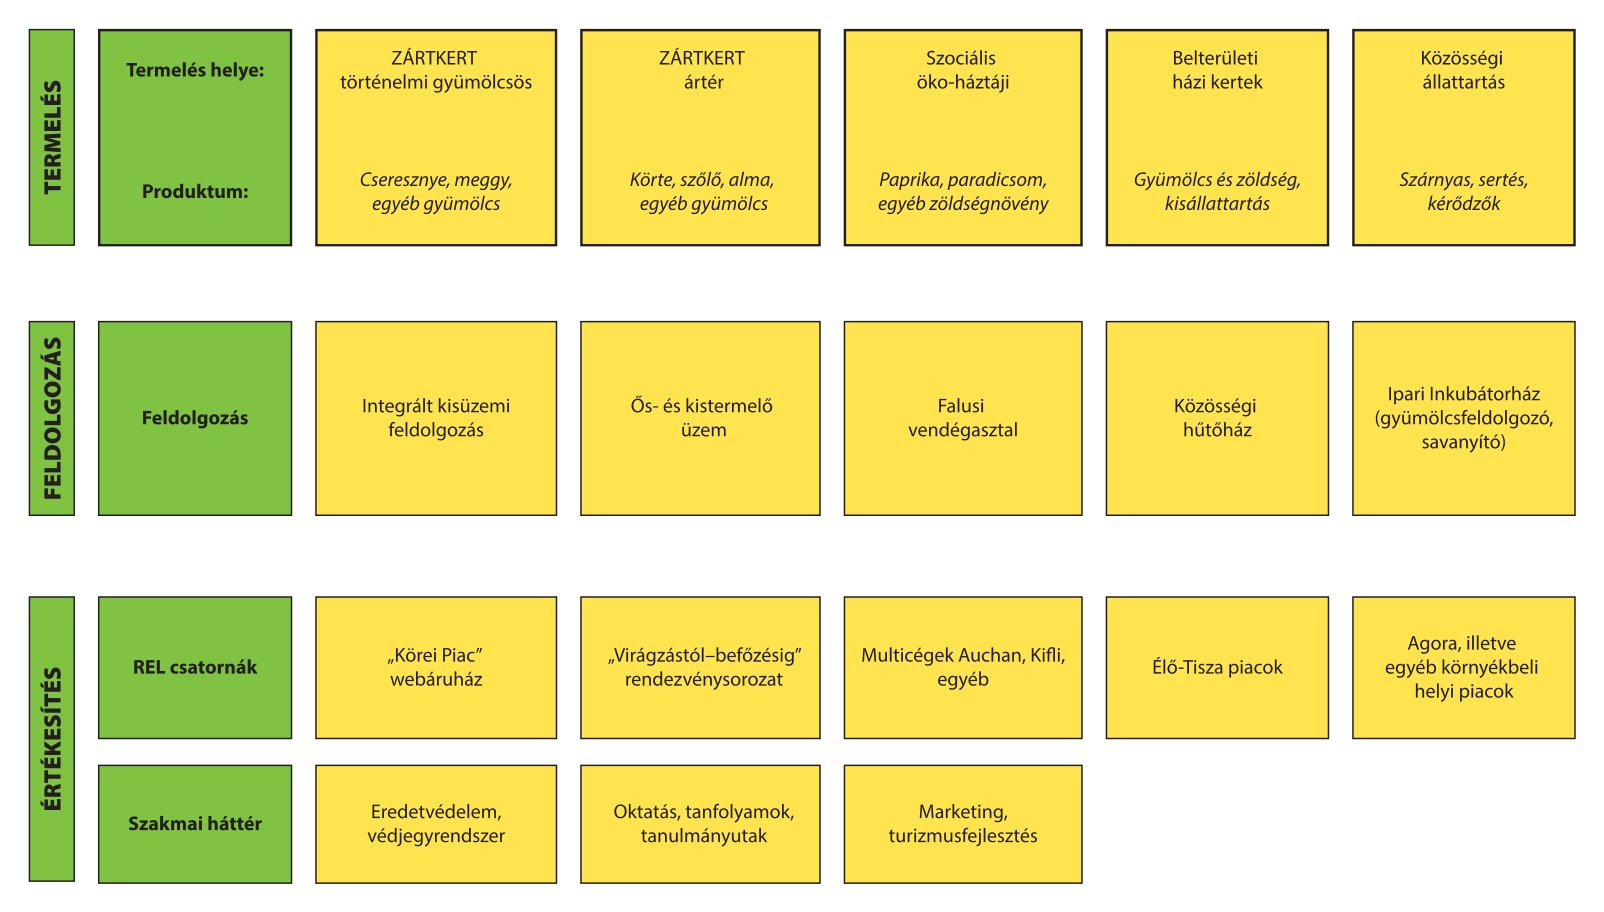 TERMELÉS
Termelés helye:
Produktum:
ZÁRTKERT
történelmi gyümölcsös
Cseresznye, meggy,
egyéb gyümölcs
ZÁRTKERT
ártér
Körte, szőlő, alma,
egyéb gyümölcs
Szociális
öko-háztáji
Paprika, paradicsom,
egyéb zöldségnövény
Belterületi
házi kertek
Gyümölcs és zöldség,
kisállattartás
Közösségi
állattartás
Szárnyas, sertés,
kérődzők
FELDOLGOZÁS
Feldolgozás
Integrált kisüzemi
feldolgozás
Ős- és kistermelő
üzem
Falusi
vendégasztal
Közösségi
hűtőház
Ipari Inkubátorház
(gyümölcsfeldolgozó,
savanyító)
ÉRTÉKESÍTÉS
REL csatornák
„Körei Piac”
webáruház
„Virágzástól–befőzésig”
rendezvénysorozat
Multicégek Auchan, Kifli,
egyéb
Élő-Tisza piacok
Agora, illetve
egyéb környékbeli
helyi piacok
Szakmai háttér
Eredetvédelem,
védjegyrendszer
Oktatás, tanfolyamok,
tanulmányutak
Marketing,
turizmusfejlesztés